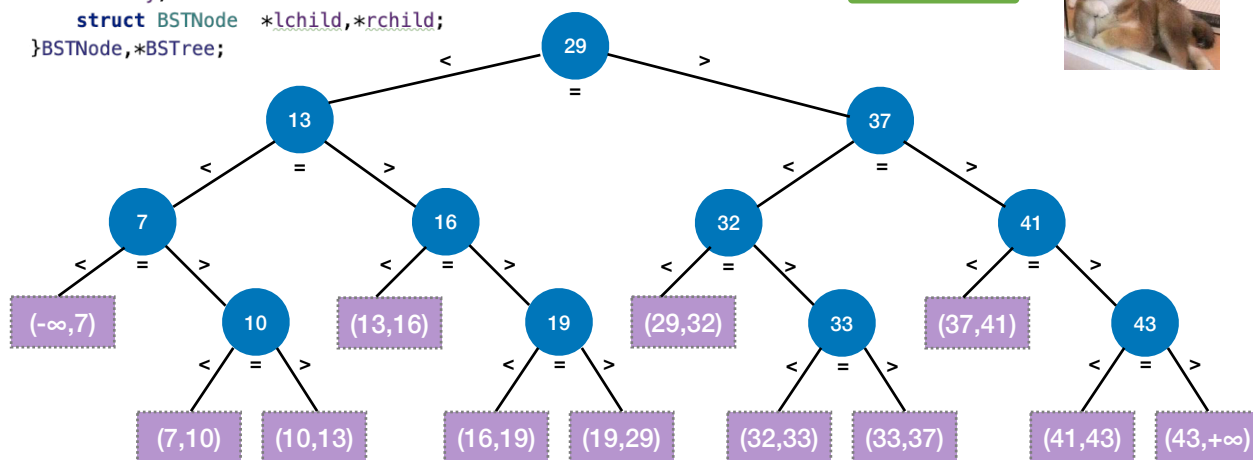 struct BSTNode *lchild,*rchild;
}BSTNode,*BSTree;
29
< = >
13
37
< = >
< = >
7
16
32
41
< = >
< = >
< = >
< = >
(-∞,7)
10
(13,16)
19
(29,32)
33
(37,41)
43
< = >
< = >
< = >
< = >
(7,10)
(10,13)
(16,19)
(19,29)
(32,33)
(33,37)
(41,43)
(43,+∞)